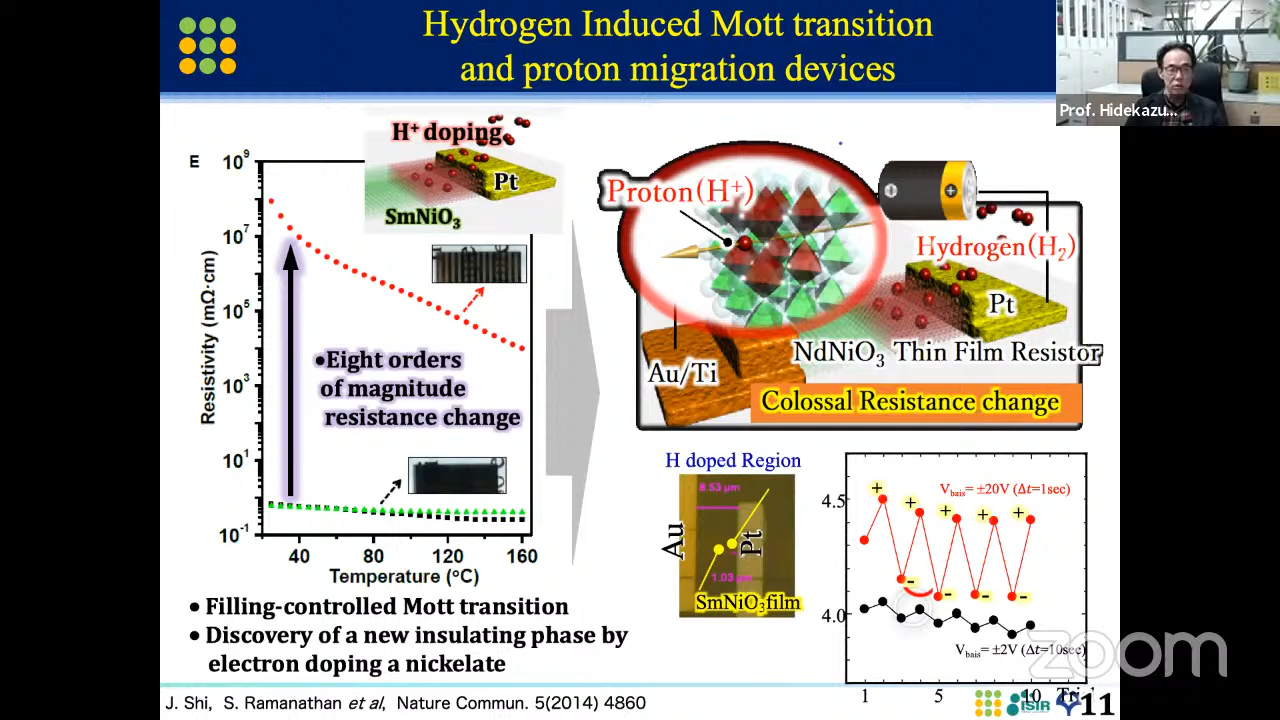 Hydrogen Induced Mott transition
and proton migration devices
Prof. Hidekazu...
E
H⁺ doping
Pt
SmNiO₃
10⁹
10⁷
10⁵
10³
10¹
10⁻¹
Resistivity (mΩ·cm)
40
80
120
160
Temperature (°C)
•Eight orders
of magnitude
resistance change
Proton(H⁺)
Hydrogen(H₂)
Pt
Au/Ti
NdNiO₃ Thin Film Resistor
Colossal Resistance change
H doped Region
8.53 µm
Au
Pt
1.03 µm
SmNiO₃film
4.5
4.0
V bais= ±20V (Δt=1sec)
+ + + + +
- - - -
V bais= ±2V (Δt=10sec)
1
5
10
• Filling-controlled Mott transition
• Discovery of a new insulating phase by
electron doping a nickelate
zoom
J. Shi, S. Ramanathan et al, Nature Commun. 5(2014) 4860
ISIR
11